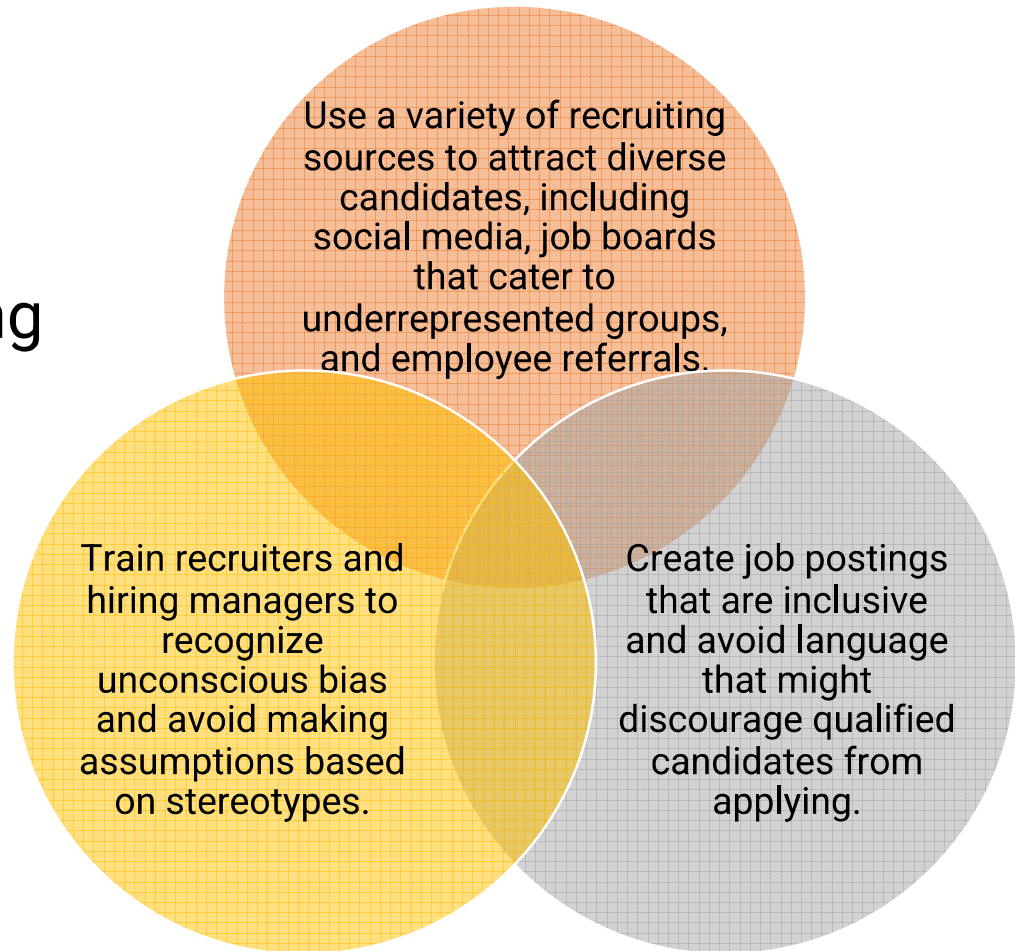 ng
Use a variety of recruiting
sources to attract diverse
candidates, including
social media, job boards
that cater to
underrepresented groups,
and employee referrals.
Train recruiters and
hiring managers to
recognize
unconscious bias
and avoid making
assumptions based
on stereotypes.
Create job postings
that are inclusive
and avoid language
that might
discourage qualified
candidates from
applying.